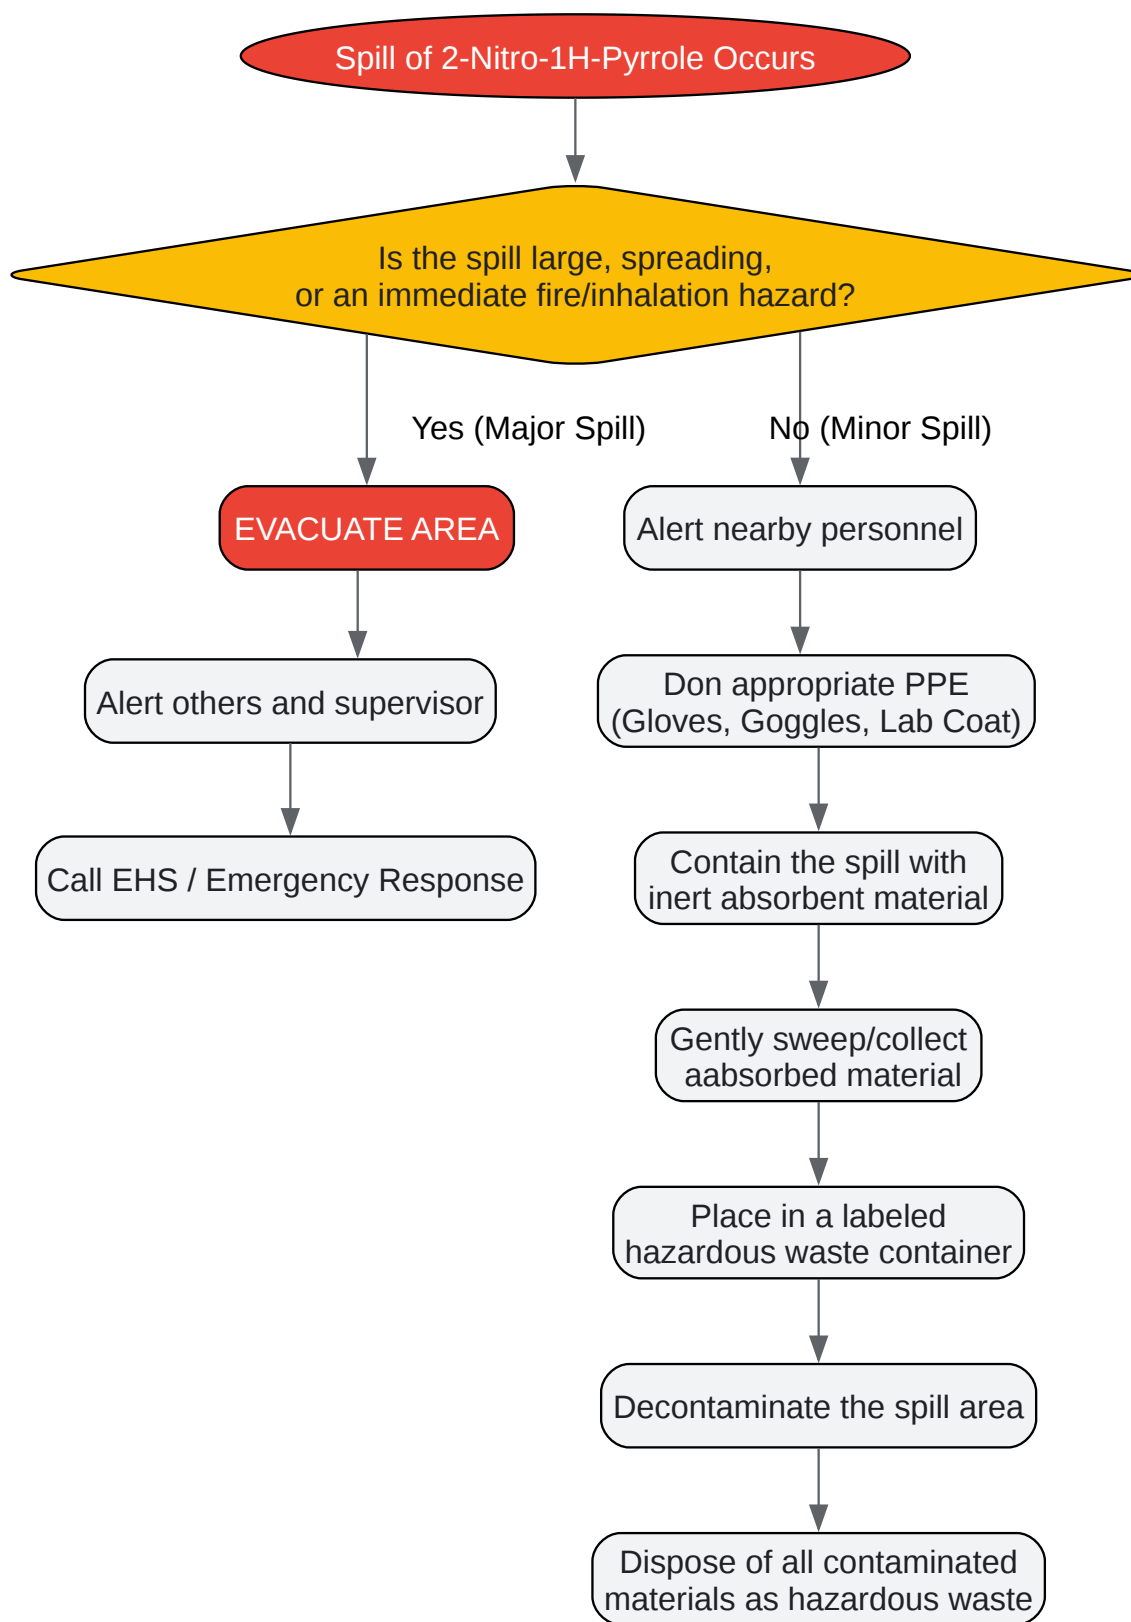 Spill of 2-Nitro-1H-Pyrrole Occurs
Is the spill large, spreading,
or an immediate fire/inhalation hazard?
Yes (Major Spill)
No (Minor Spill)
EVACUATE AREA
Alert nearby personnel
Alert others and supervisor
Don appropriate PPE
(Gloves, Goggles, Lab Coat)
Call EHS / Emergency Response
Contain the spill with
inert absorbent material
Gently sweep/collect
aabsorbed material
Place in a labeled
hazardous waste container
Decontaminate the spill area
Dispose of all contaminated
materials as hazardous waste